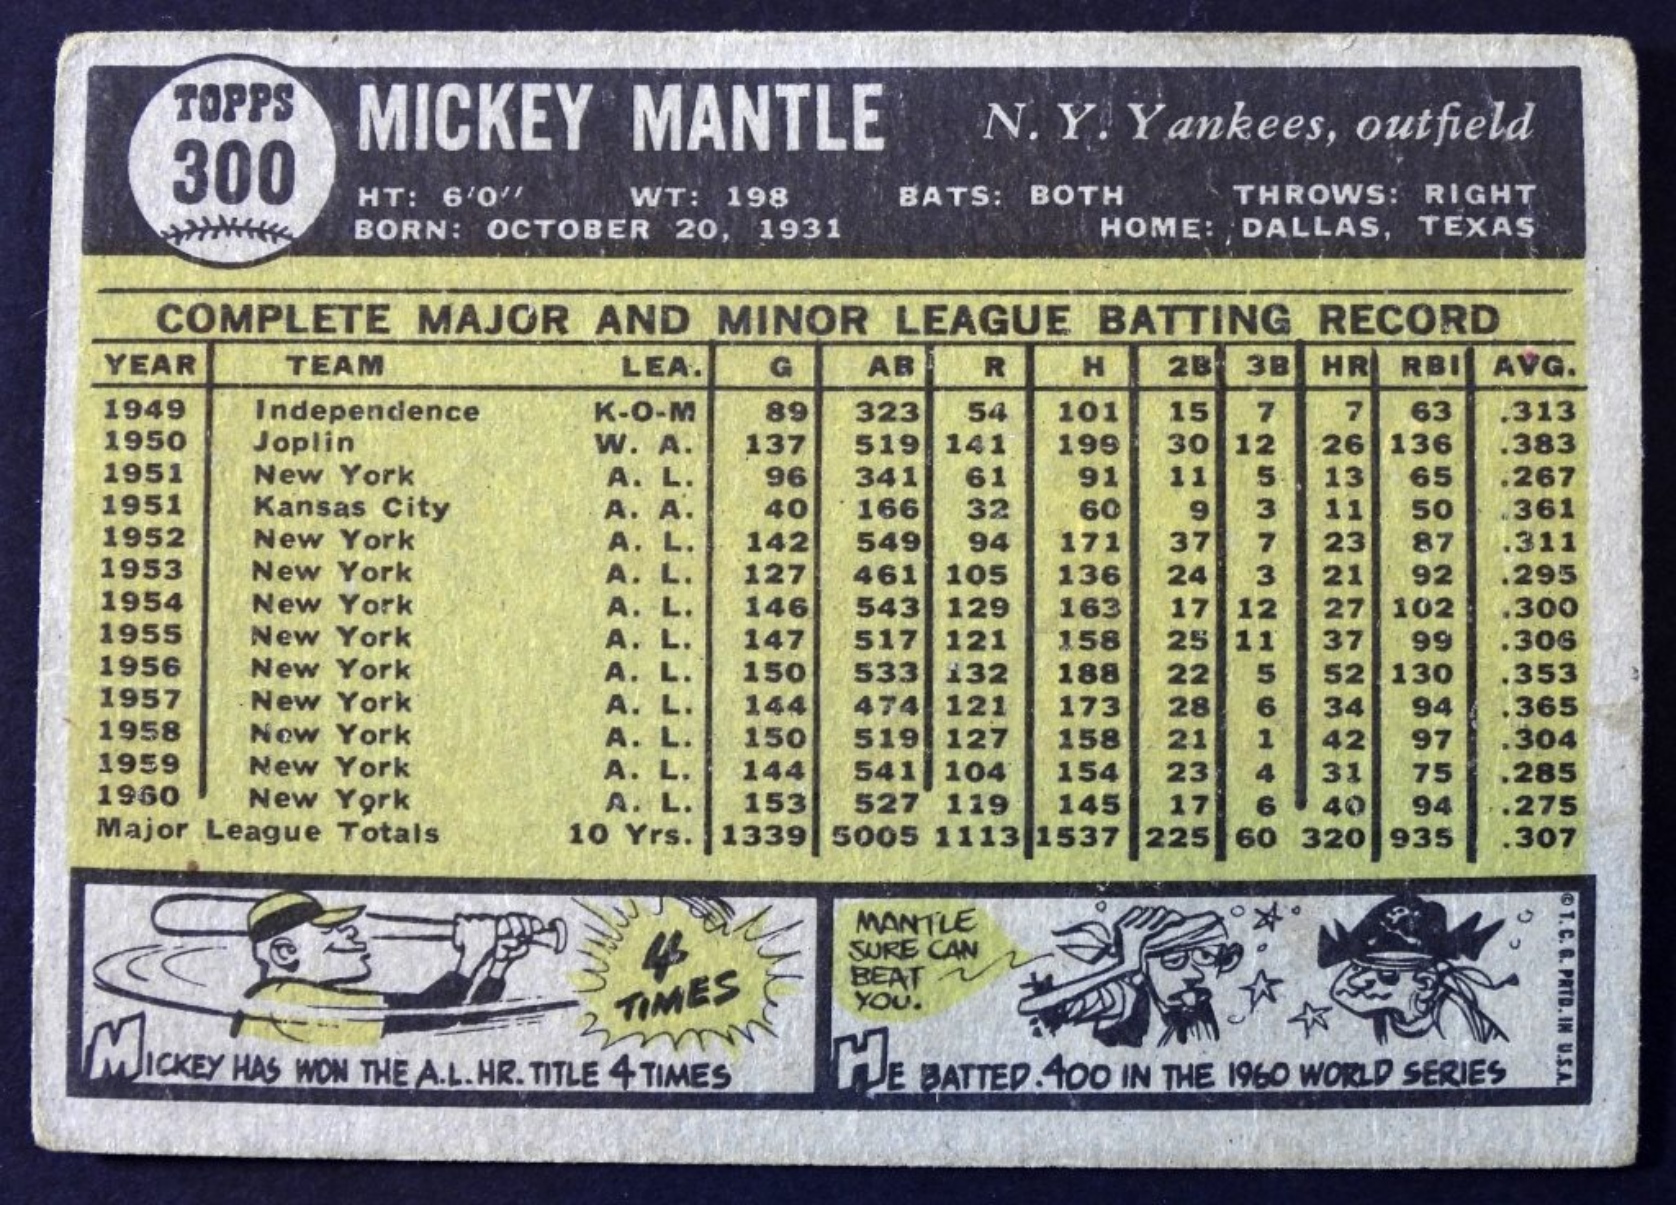 TOPPS
300
MICKEY MANTLE
N. Y. Yankees, outfield
HT: 6'0'' WT: 198 BATS: BOTH THROWS: RIGHT
BORN: OCTOBER 20, 1931 HOME: DALLAS, TEXAS
COMPLETE MAJOR AND MINOR LEAGUE BATTING RECORD
YEAR TEAM LEA. G AB R H 2B 3B HR RBI AVG.
1949 Independence K-O-M 89 323 54 101 15 7 7 63 .313
1950 Joplin W. A. 137 519 141 199 30 12 26 136 .383
1951 New York A. L. 96 341 61 91 11 5 13 65 .267
1951 Kansas City A. A. 40 166 32 60 9 3 11 50 .361
1952 New York A. L. 142 549 94 171 37 7 23 87 .311
1953 New York A. L. 127 461 105 136 24 3 21 92 .295
1954 New York A. L. 146 543 129 163 17 12 27 102 .300
1955 New York A. L. 147 517 121 158 25 11 37 99 .306
1956 New York A. L. 150 533 132 188 22 5 52 130 .353
1957 New York A. L. 144 474 121 173 28 6 34 94 .365
1958 New York A. L. 150 519 127 158 21 1 42 97 .304
1959 New York A. L. 144 541 104 154 23 4 31 75 .285
1960 New York A. L. 153 527 119 145 17 6 40 94 .275
Major League Totals 10 Yrs. 1339 5005 1113 1537 225 60 320 935 .307
4
TIMES
MICKEY HAS WON THE A.L. HR. TITLE 4 TIMES
MANTLE
SURE CAN
BEAT
YOU.
HE BATTED .400 IN THE 1960 WORLD SERIES
© T. C. G. PRTD. IN U.S.A.